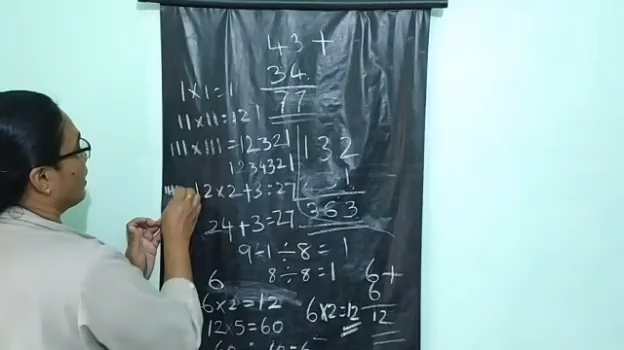 43+
34
77
1x1=1
11x11=121
111x111=12321
1234321
132
363
12x2+3=27
24+3=27
9-1÷8=1
8÷8=1
6
6x2=12
12x5=60
6x2=12
6+
6
12